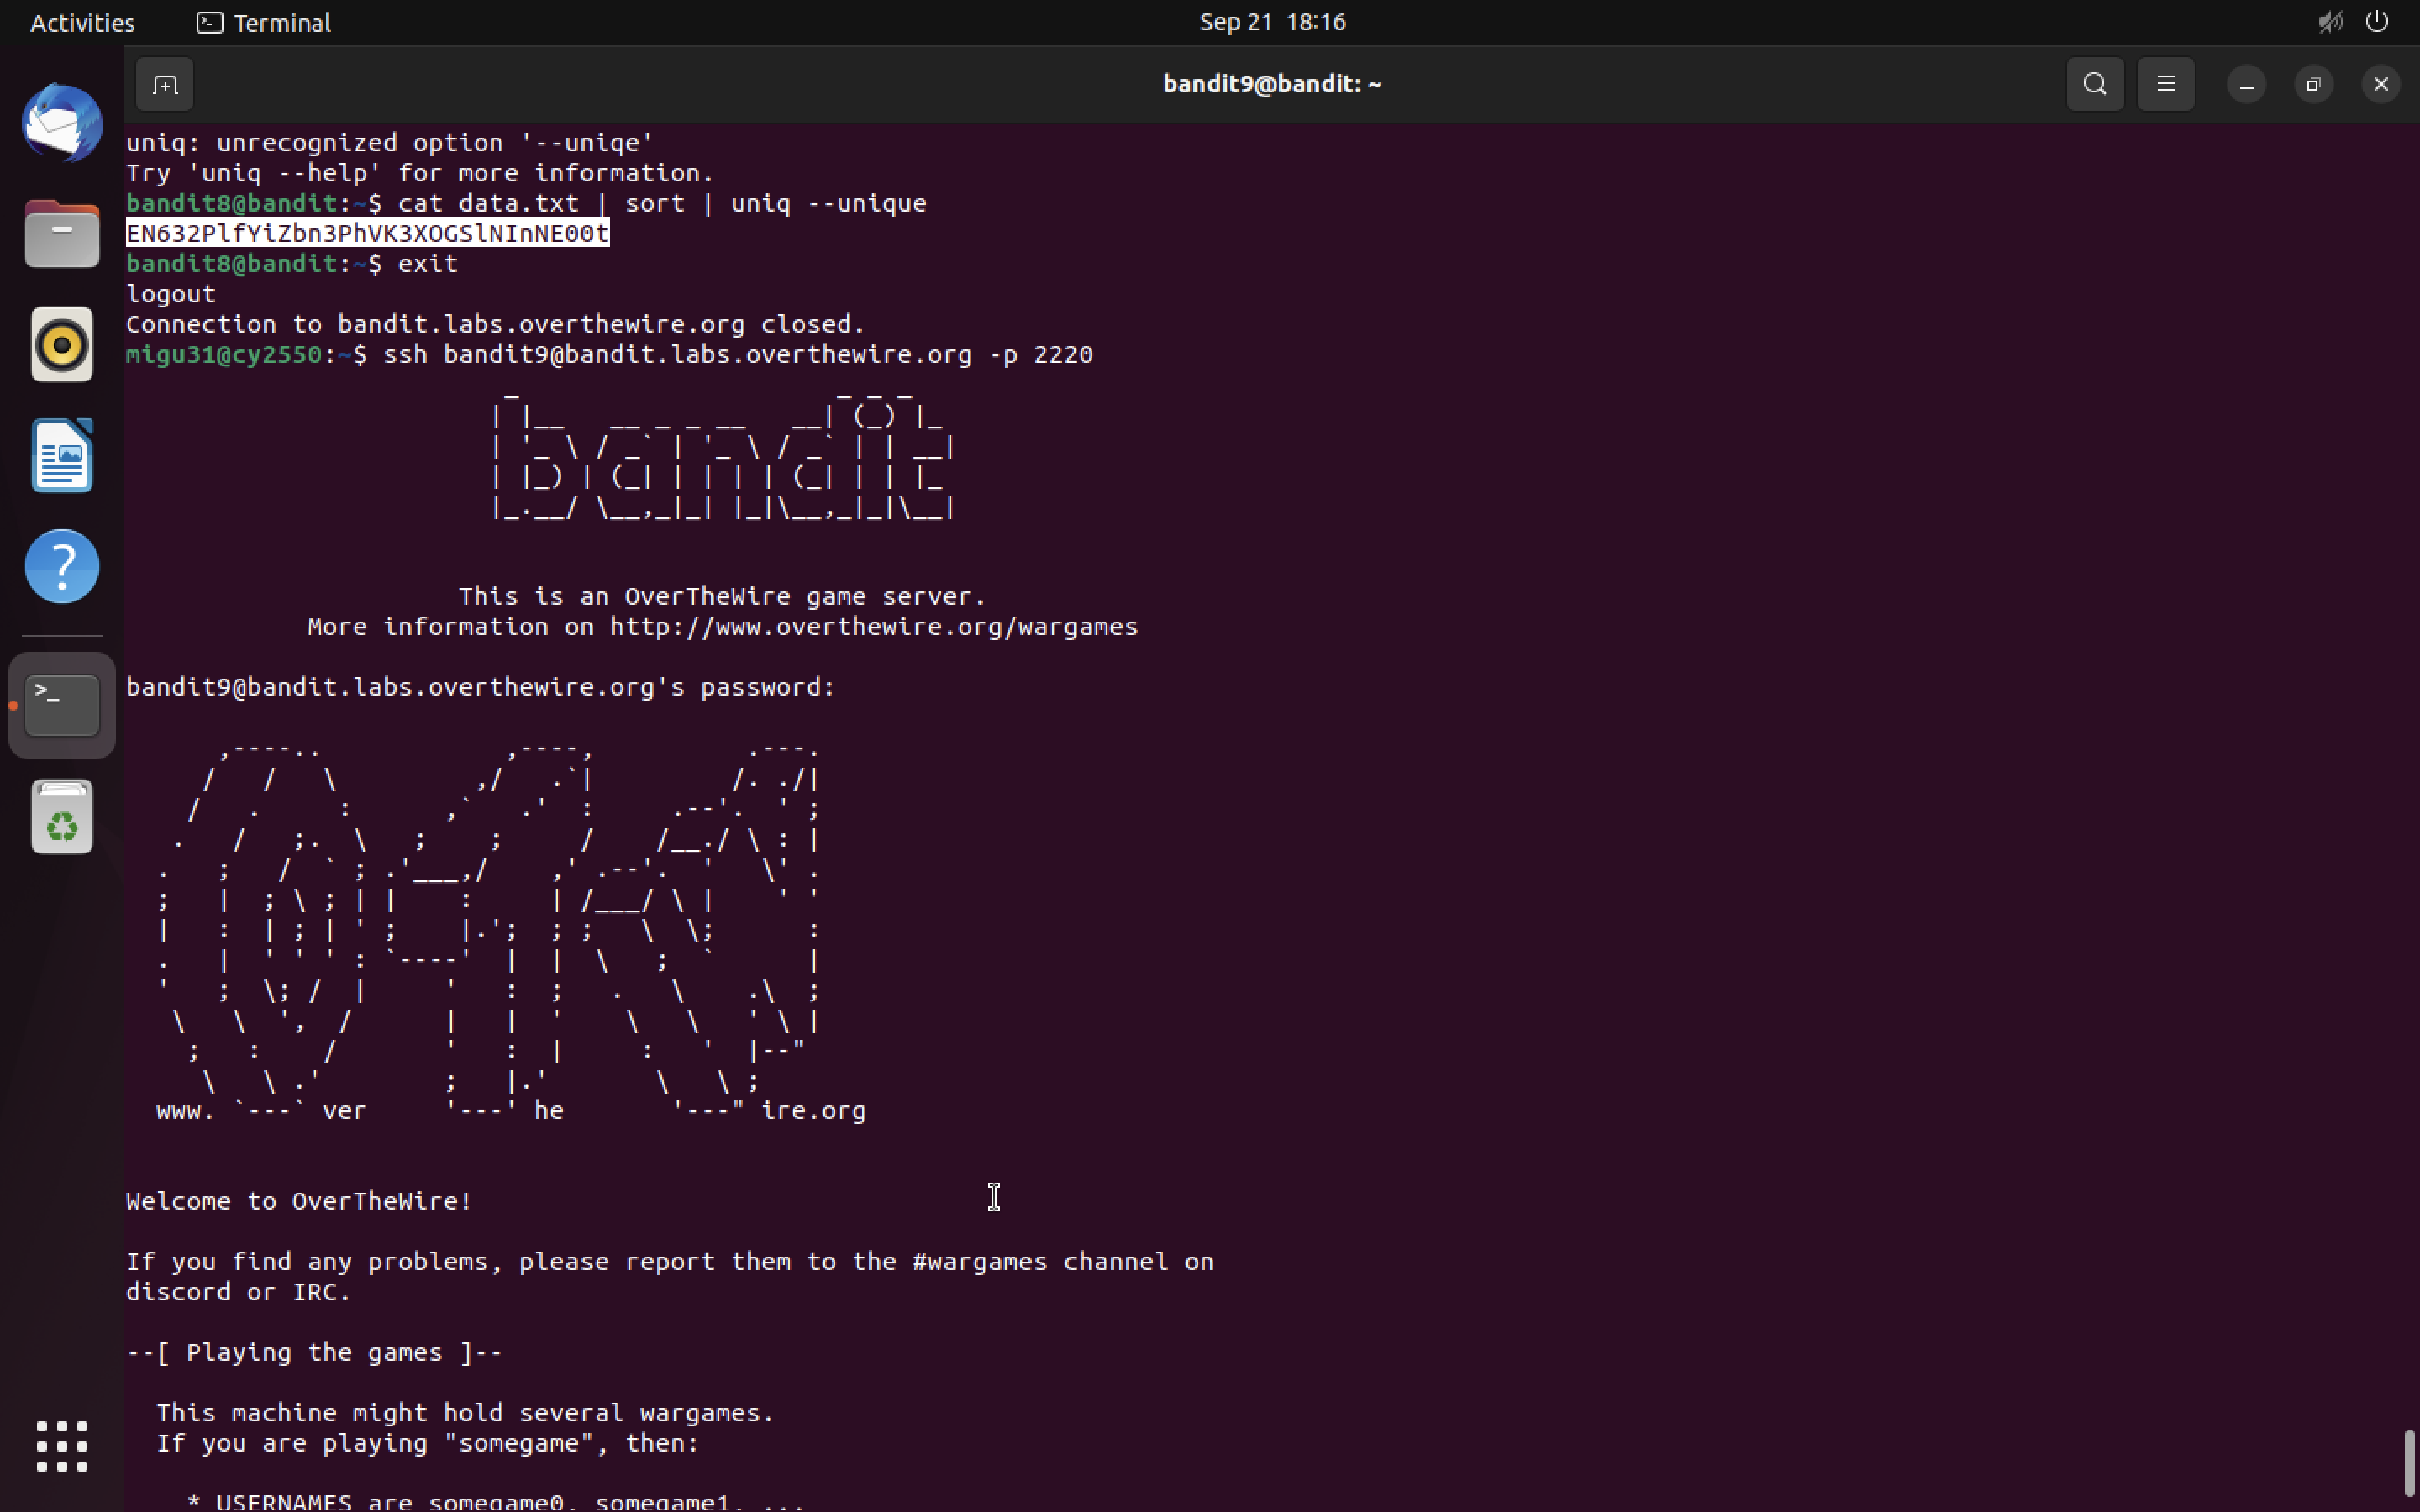 Activities Terminal Sep 21 18:16
bandit9@bandit: ~
uniq: unrecognized option '--uniqe'
Try 'uniq --help' for more information.
bandit8@bandit:~$ cat data.txt | sort | uniq --unique
EN632PlfYiZbn3PhVK3XOGSlNInNE00t
bandit8@bandit:~$ exit
logout
Connection to bandit.labs.overthewire.org closed.
migu31@cy2550:~$ ssh bandit9@bandit.labs.overthewire.org -p 2220
bandit
This is an OverTheWire game server.
More information on http://www.overthewire.org/wargames
bandit9@bandit.labs.overthewire.org's password:
www. ver he ire.org
Welcome to OverTheWire!
If you find any problems, please report them to the #wargames channel on
discord or IRC.
--[ Playing the games ]--
This machine might hold several wargames.
If you are playing "somegame", then:
* USERNAMES are somegame0, somegame1, ...